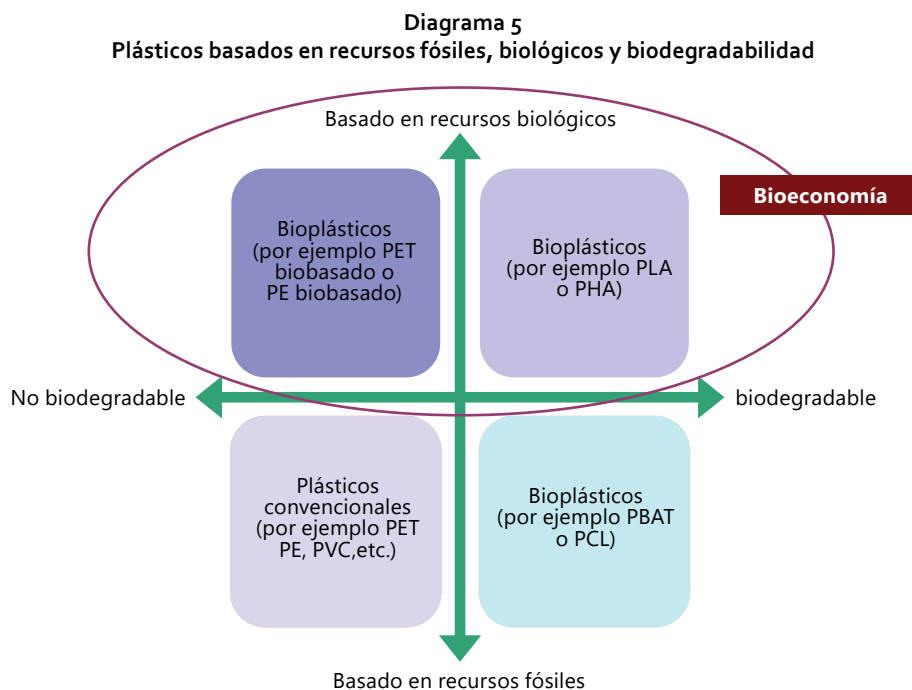 Diagrama 5
Plásticos basados en recursos fósiles, biológicos y biodegradabilidad
Basado en recursos biológicos
Bioeconomía
Bioplásticos
(por ejemplo PET
biobasado o
PE biobasado)
Bioplásticos
(por ejemplo PLA
o PHA)
No biodegradable
biodegradable
Plásticos
convencionales
(por ejemplo PET
PE, PVC,etc.)
Bioplásticos
(por ejemplo PBAT
o PCL)
Basado en recursos fósiles